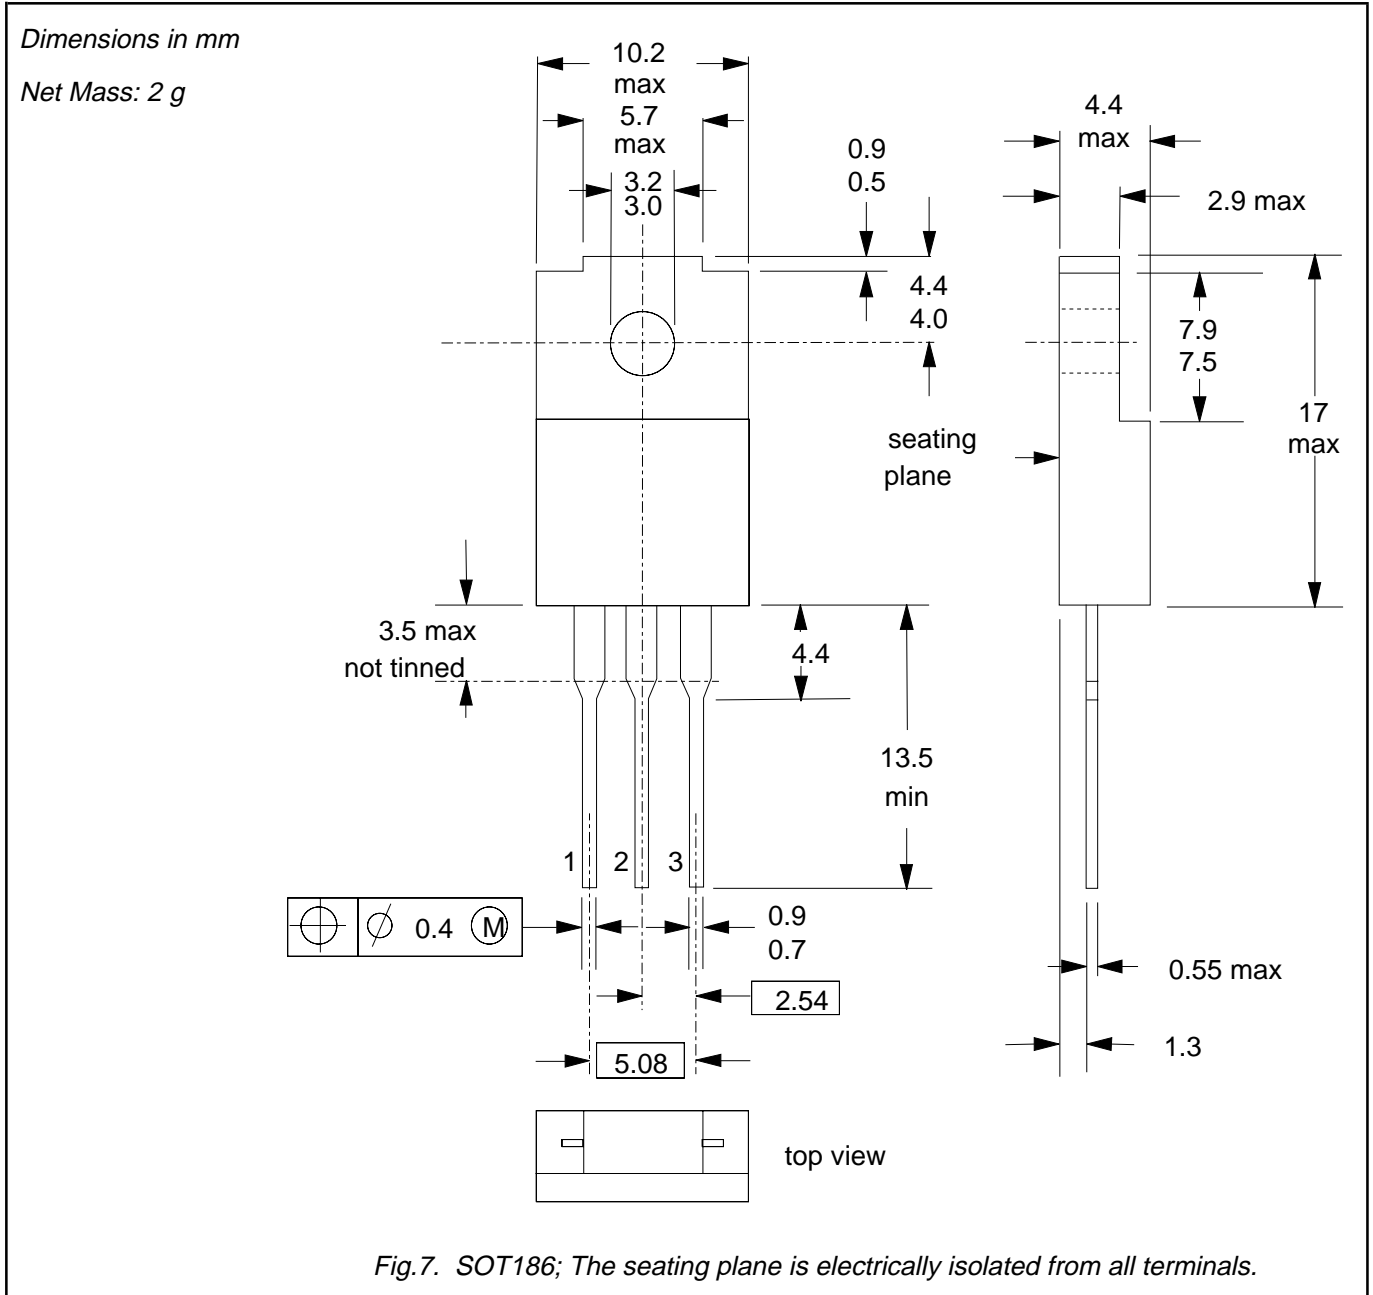 Dimensions in mm
Net Mass: 2 g
10.2
max
5.7
max
3.2
3.0
0.9
0.5
4.4
4.0
4.4
max
2.9 max
7.9
7.5
17
max
seating
plane
3.5 max
not tinned
4.4
13.5
min
1 2 3
0.4 M
0.9
0.7
2.54
5.08
0.55 max
1.3
top view
Fig.7. SOT186; The seating plane is electrically isolated from all terminals.